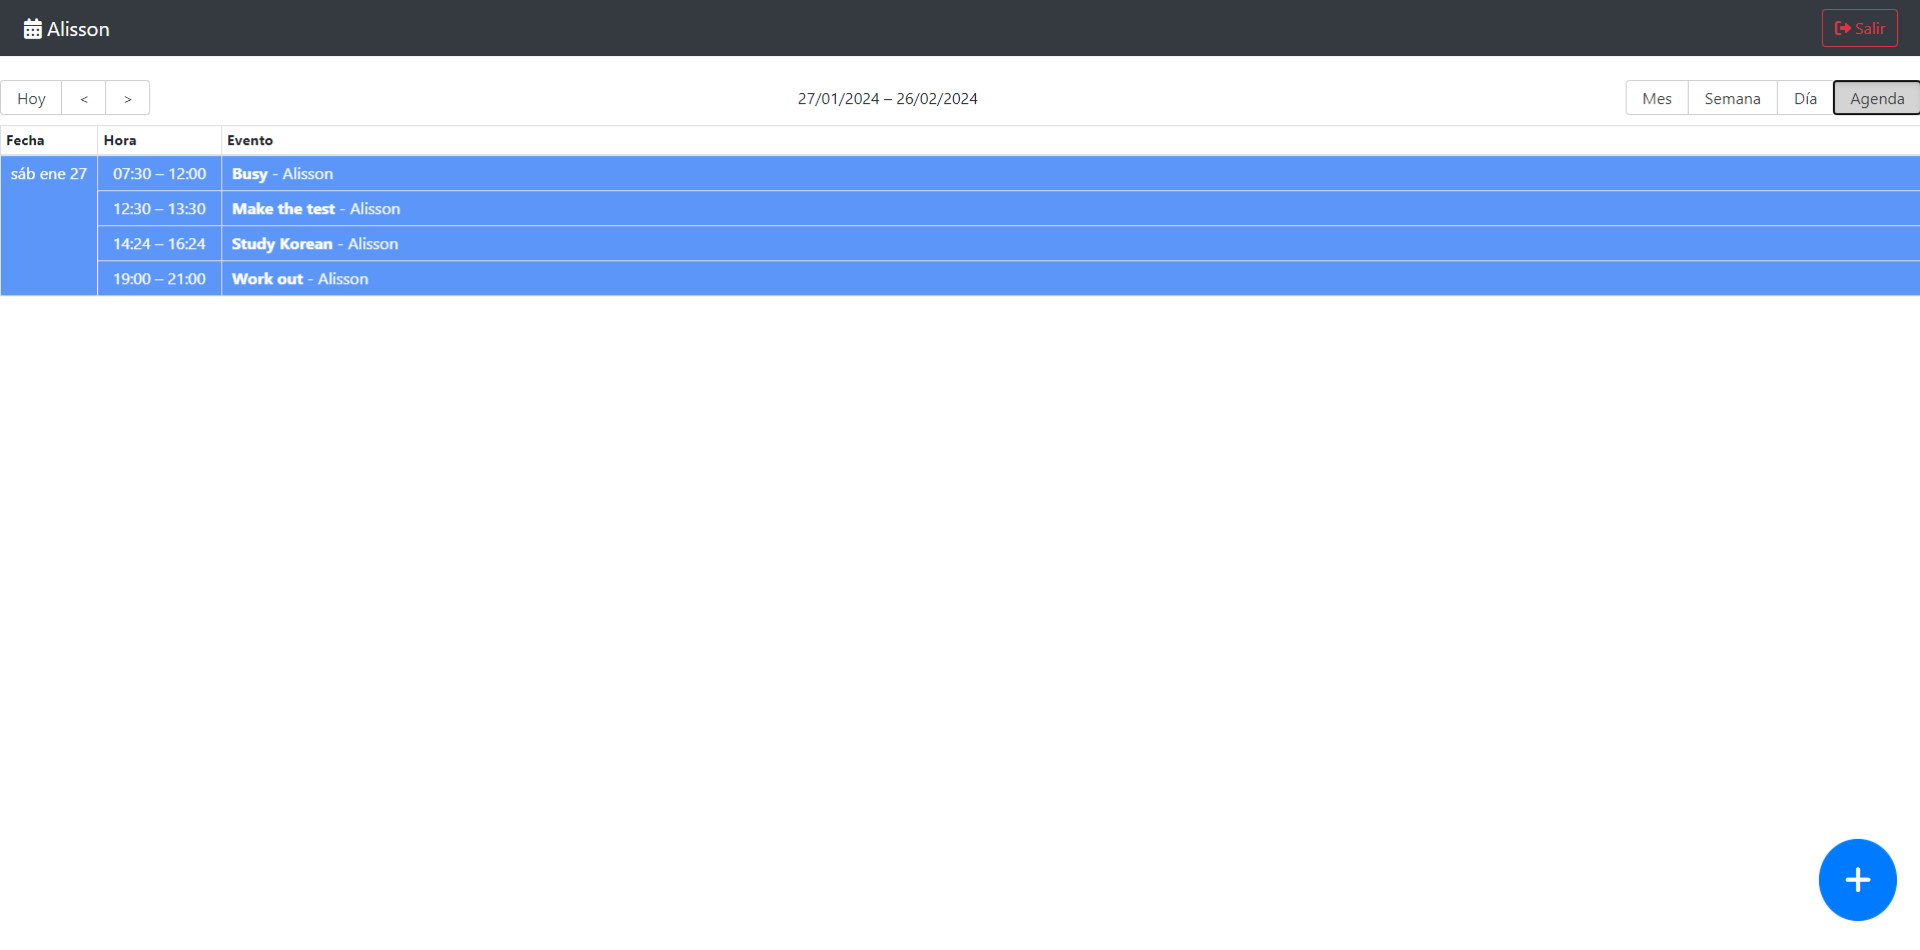 Alisson
Salir
Hoy < > 27/01/2024 – 26/02/2024 Mes Semana Día Agenda
Fecha Hora Evento
sáb ene 27 07:30 – 12:00 Busy - Alisson
12:30 – 13:30 Make the test - Alisson
14:24 – 16:24 Study Korean - Alisson
19:00 – 21:00 Work out - Alisson